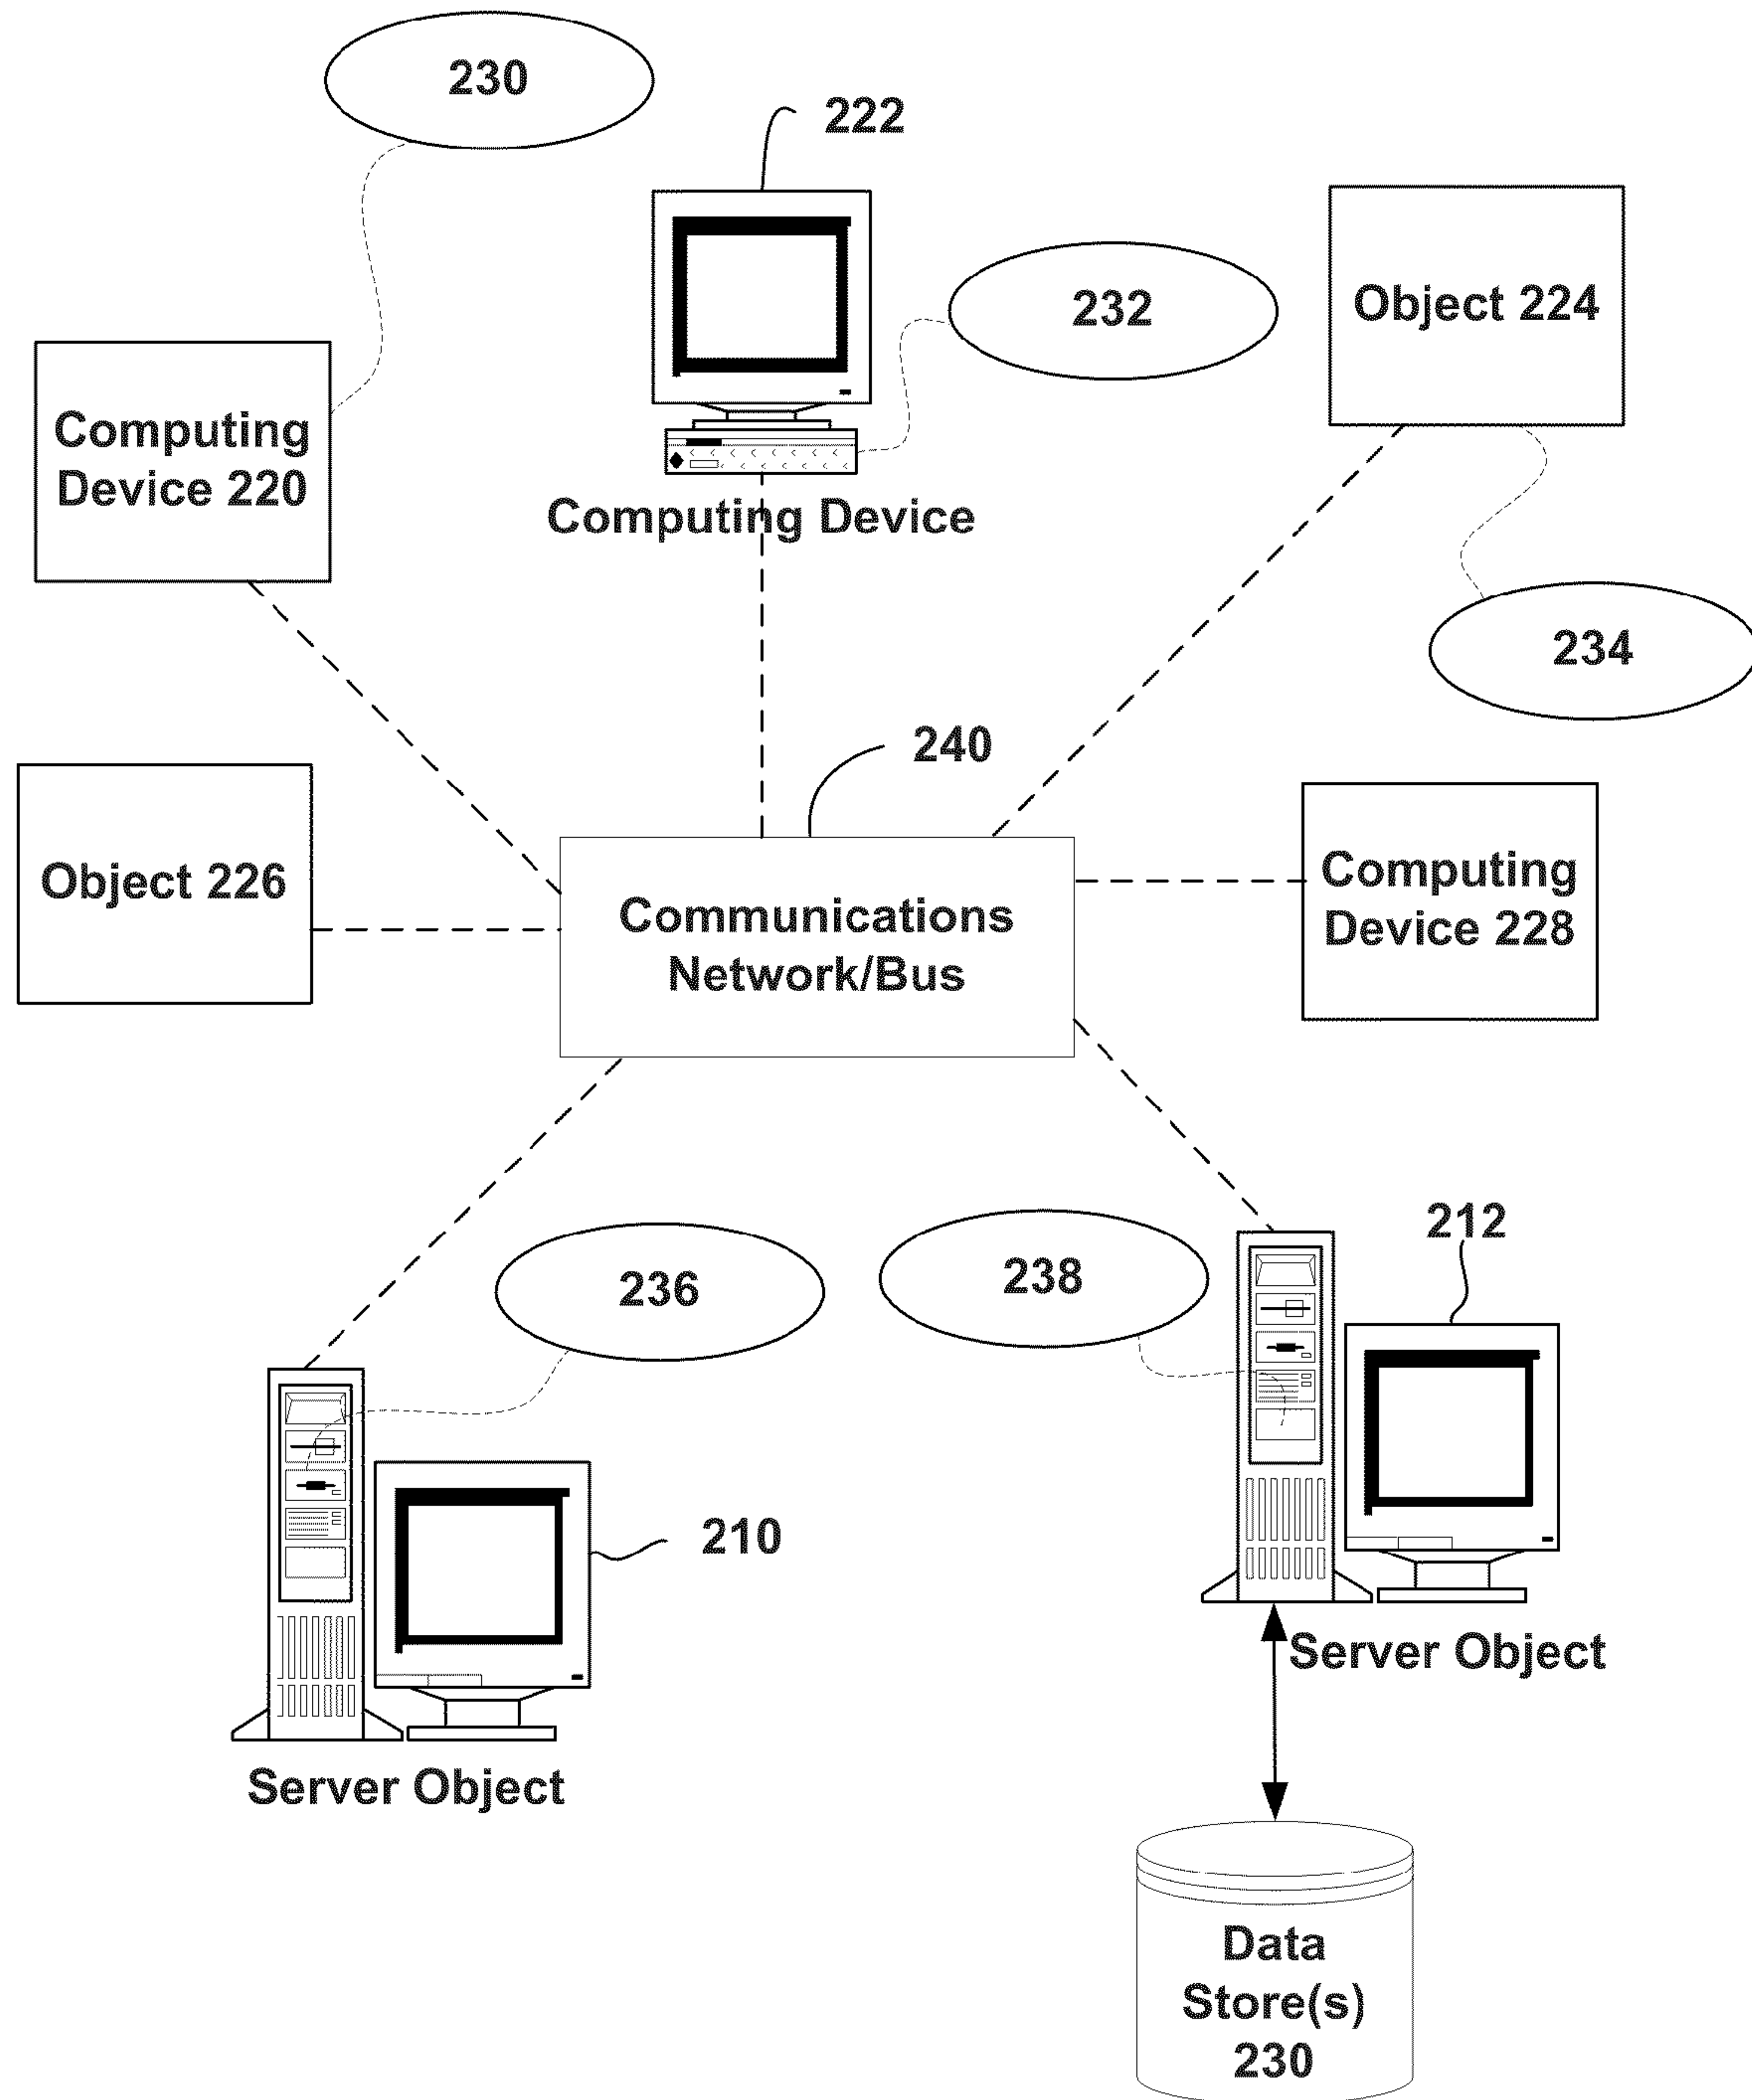 230
222
232
Object 224
Computing
Device 220
Computing Device
234
240
Object 226
Computing
Device 228
Communications
Network/Bus
212
236
238
210
Server Object
Server Object
Data
Store(s)
230